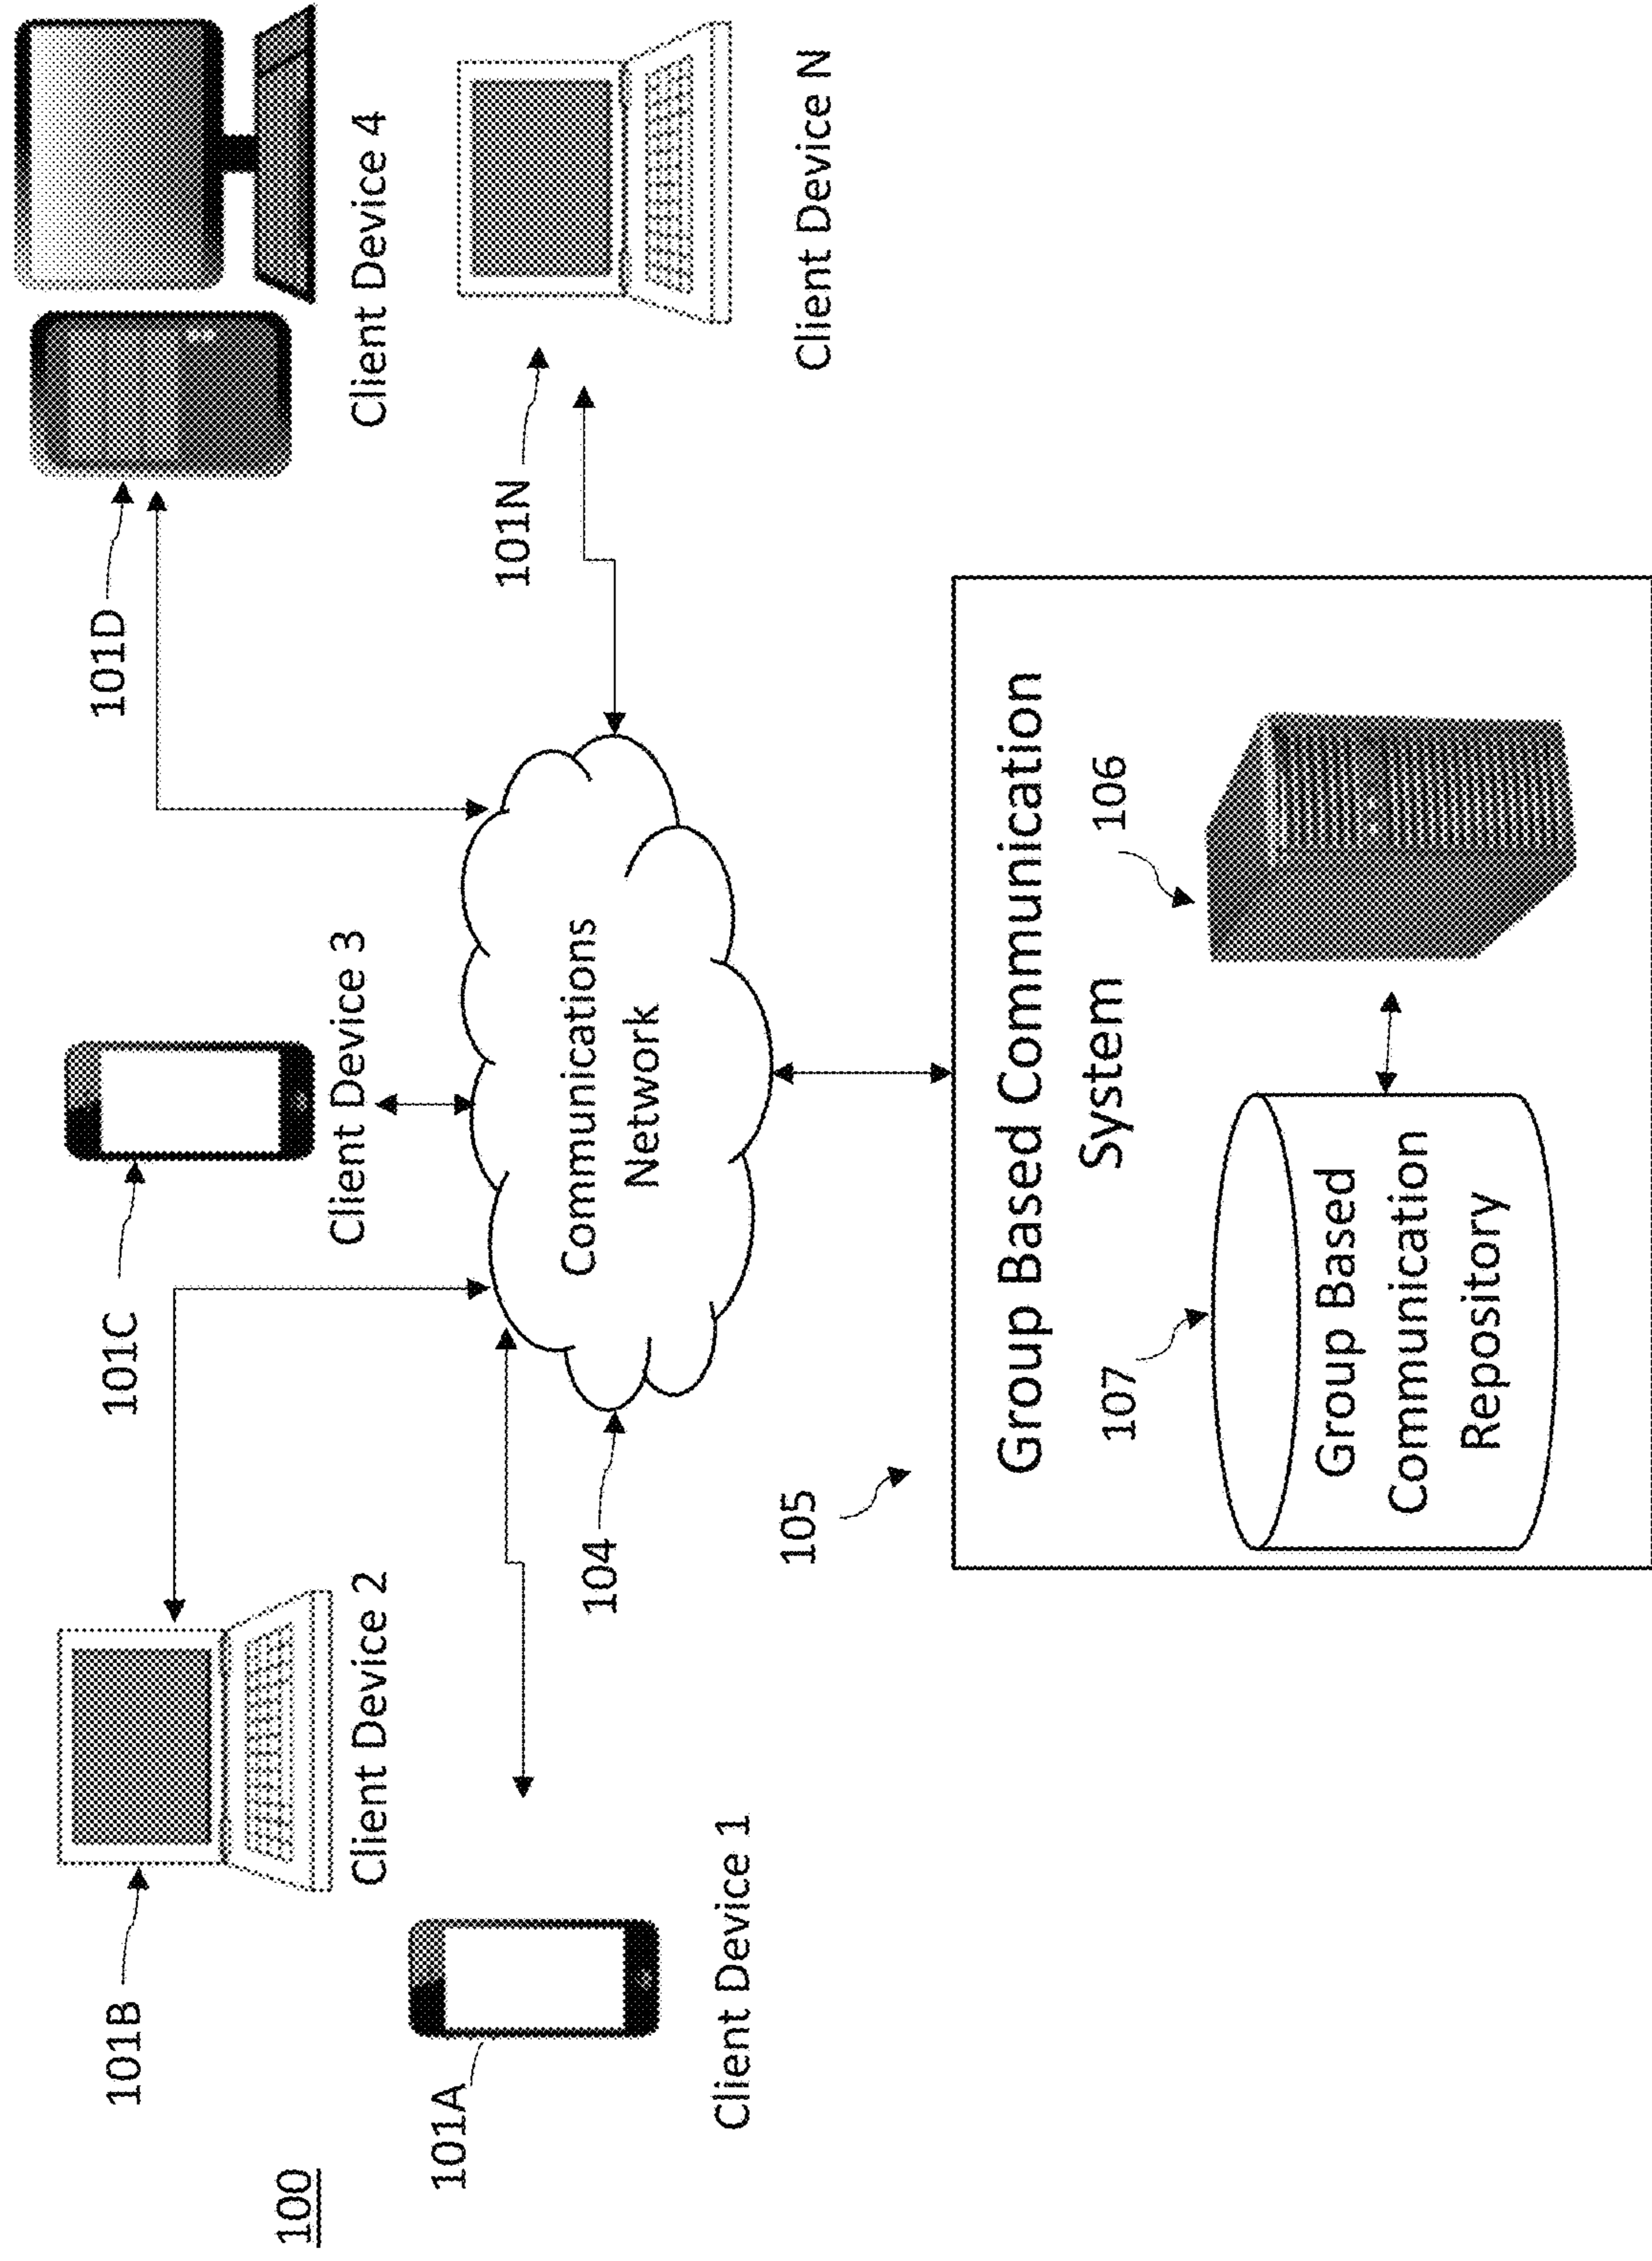 100
101A
Client Device 1
101B
Client Device 2
101C
Client Device 3
101D
Client Device 4
101N
Client Device N
104
Communications
Network
105
Group Based Communication
System
106
107
Group Based
Communication
Repository